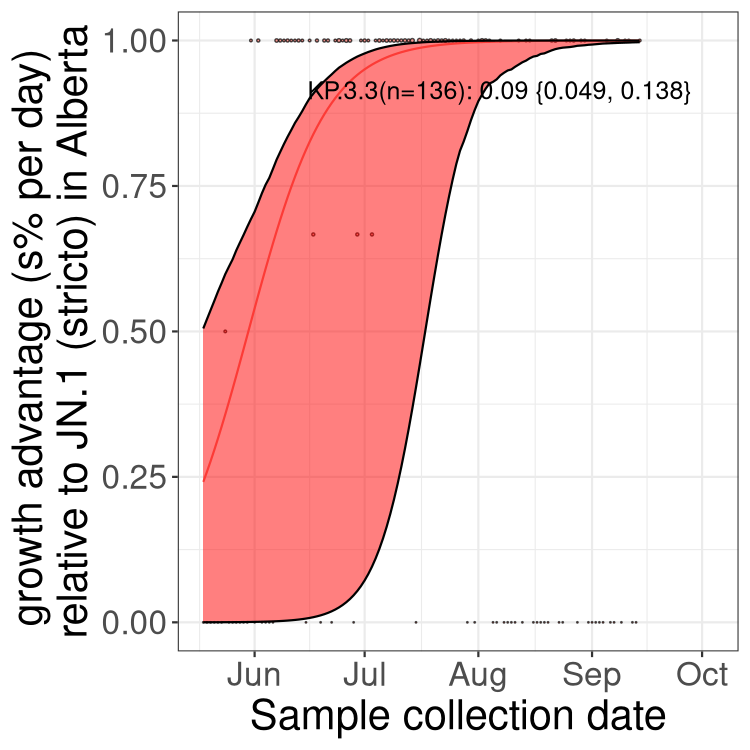 growth advantage (s% per day)
relative to JN.1 (stricto) in Alberta
1.00
0.75
0.50
0.25
0.00
KP.3.3(n=136): 0.09 {0.049, 0.138}
Jun Jul Aug Sep Oct
Sample collection date